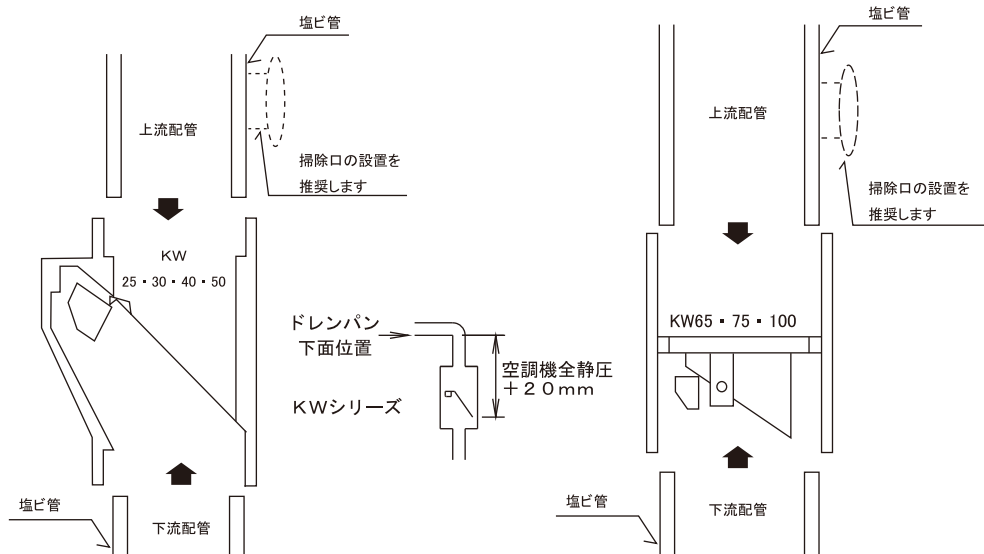 塩ビ管
上流配管
掃除口の設置を
推奨します
KW
25・30・40・50
塩ビ管
下流配管
ドレンパン
下面位置
KWシリーズ
空調機全静圧
+20mm
塩ビ管
上流配管
掃除口の設置を
推奨します
KW65・75・100
塩ビ管
下流配管